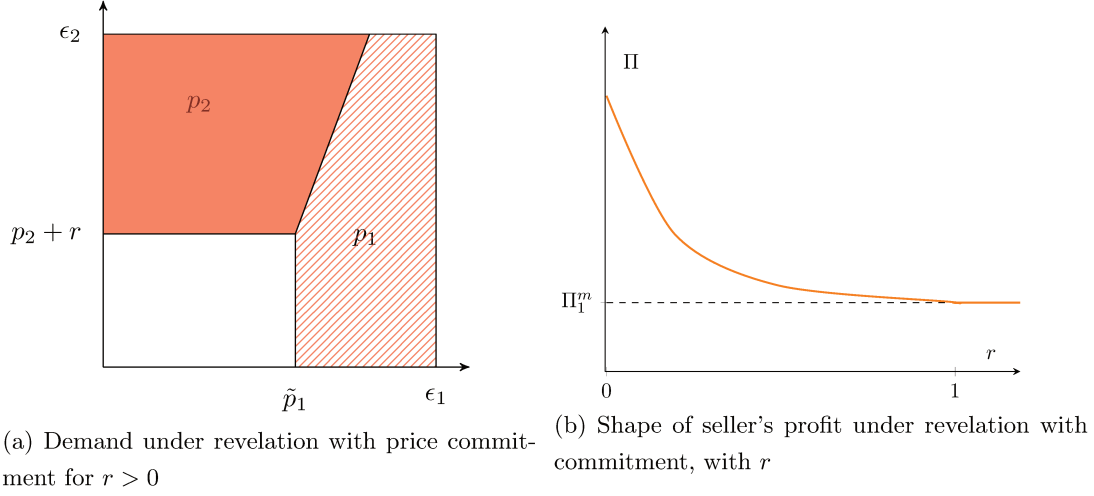 ϵ₂
p₂
p₂ + r
p₁
p̃₁
ϵ₁
(a) Demand under revelation with price commit-
ment for r > 0
Π
Π₁ᵐ
r
0
1
(b) Shape of seller's profit under revelation with
commitment, with r